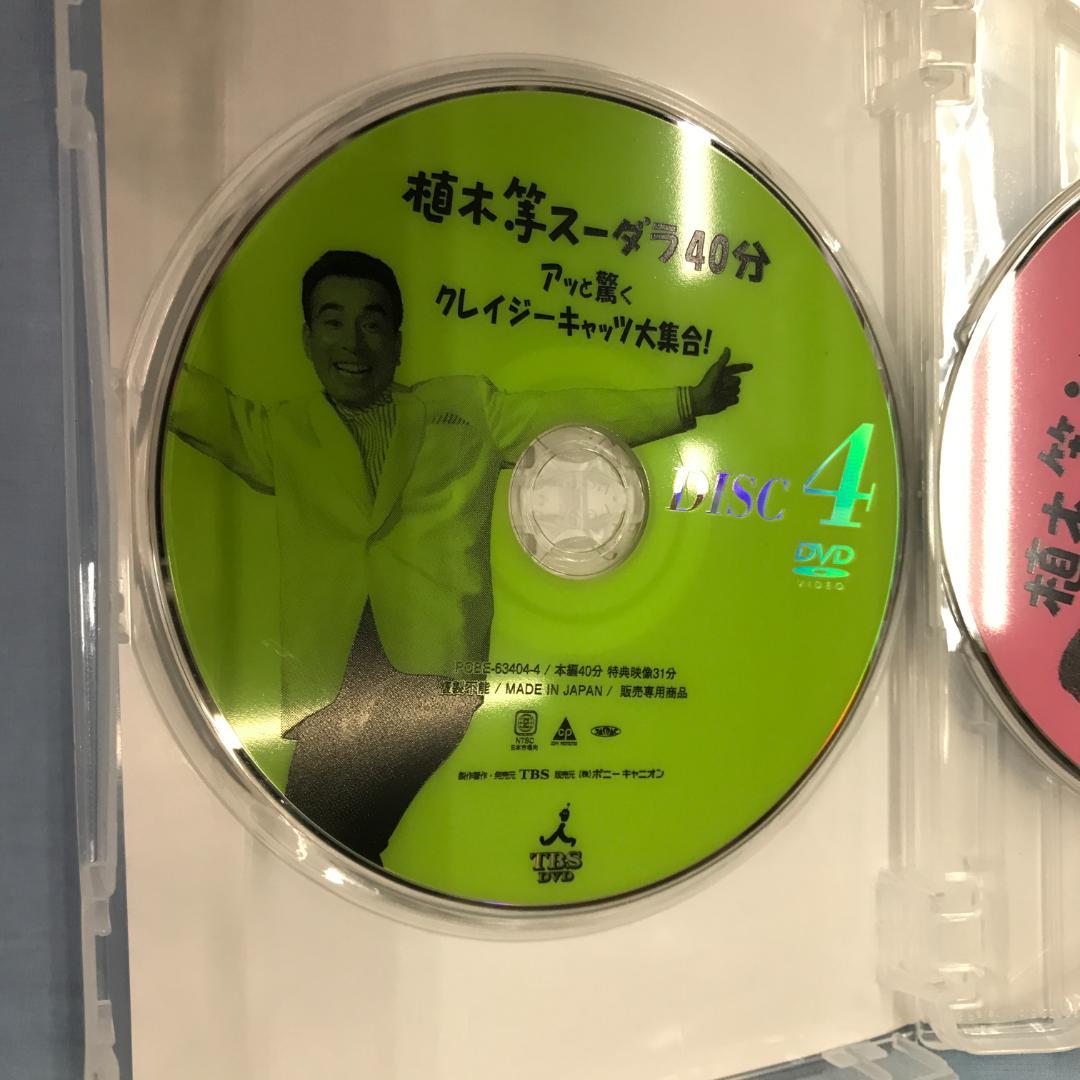 植木等スーダラ40分
アッと驚く
クレイジーキャッツ大集合!
DISC 4
DVD
VIDEO
PCBE-63404-4 / 本編40分 特典映像31分
複製不能 / MADE IN JAPAN / 販売専用商品
2
NTSC
日本市場向
CP
製作著作・発売元 TBS 販売元 (株)ポニーキャニオン
TBS
DVD
植木等・